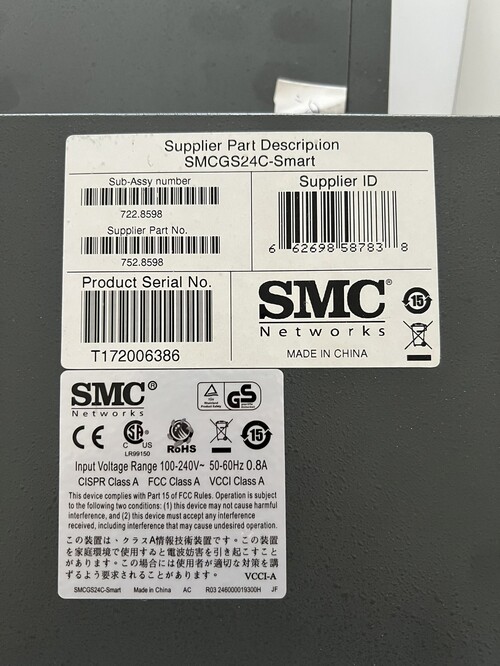 Supplier Part Description
SMCGS24C-Smart
Sub-Assy number
722.8598
Supplier Part No.
752.8598
Supplier ID
6 62698 58783 8
Product Serial No.
T172006386
SMC®
Networks
MADE IN CHINA
15
SMC®
Networks
CE
C US
LR99150
RoHS
GS
15
Input Voltage Range 100-240V~ 50-60Hz 0.8A
CISPR Class A FCC Class A VCCI Class A
This device complies with Part 15 of FCC Rules. Operation is subject
to the following two conditions: (1) this device may not cause harmful
interference, and (2) this device must accept any interference
received, including interference that may cause undesired operation.
この装置は、クラスA情報技術装置です。この装置
を家庭環境で使用すゐと電波妨害を引き起こすこと
があります。この場合には使用者が適切な対策を講
ずるよう要求されることがあります。 VCCI-A
SMCGS24C-Smart Made in China AC R03 246000019300H JF